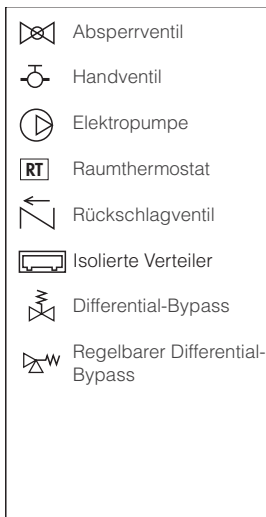 Absperrventil
Handventil
Elektropumpe
RT Raumthermostat
Rückschlagventil
Isolierte Verteiler
Differential-Bypass
Regelbarer Differential-
Bypass